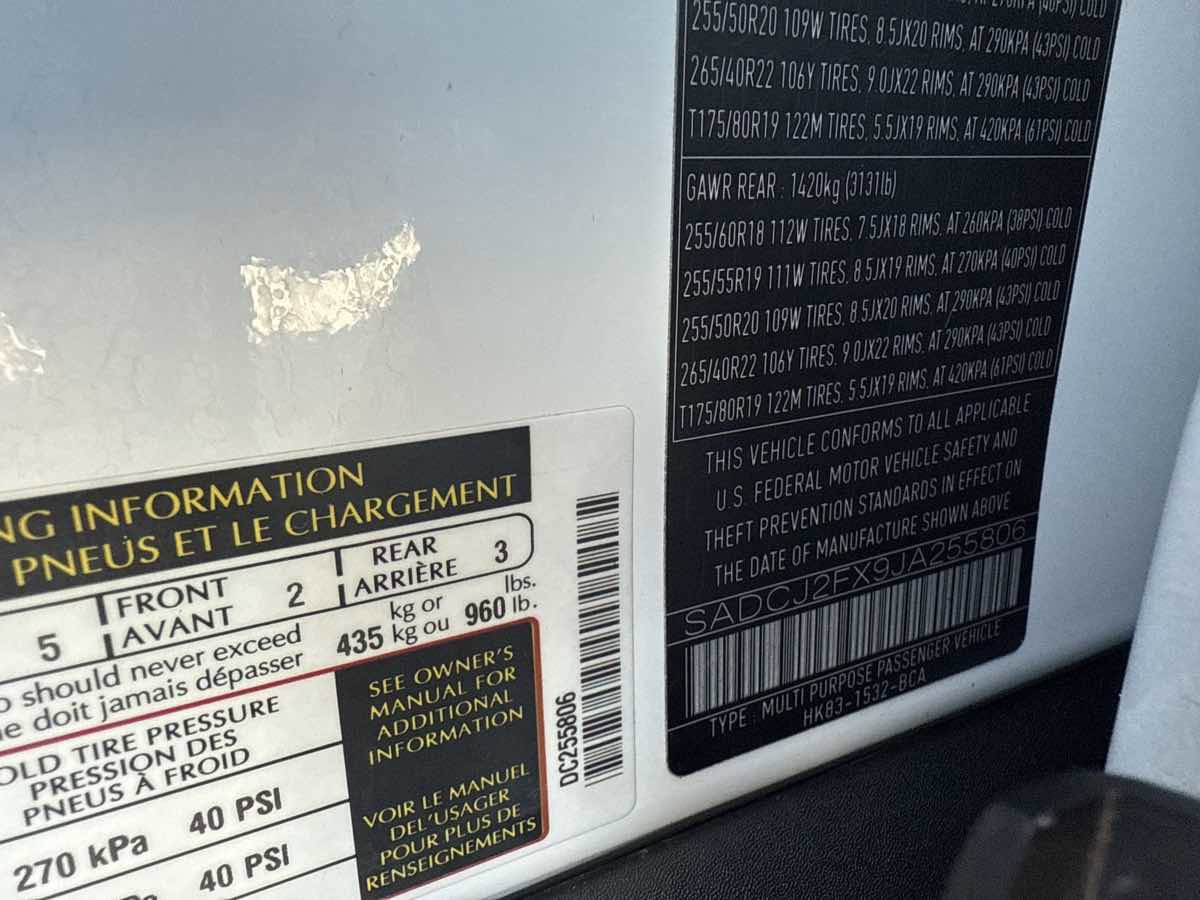 255/50R20 109W TIRES, 8.5JX20 RIMS, AT 290KPA (43PSI) COLD
265/40R22 106Y TIRES, 9.0JX22 RIMS, AT 290KPA (43PSI) COLD
T175/80R19 122M TIRES, 5.5JX19 RIMS, AT 420KPA (61PSI) COLD
GAWR REAR : 1420kg (3131lb)
255/60R18 112W TIRES, 7.5JX18 RIMS, AT 260KPA (38PSI) COLD
255/55R19 111W TIRES, 8.5JX19 RIMS, AT 270KPA (40PSI) COLD
255/50R20 109W TIRES, 8.5JX20 RIMS, AT 290KPA (43PSI) COLD
265/40R22 106Y TIRES, 9.0JX22 RIMS, AT 290KPA (43PSI) COLD
T175/80R19 122M TIRES, 5.5JX19 RIMS, AT 420KPA (61PSI) COLD
THIS VEHICLE CONFORMS TO ALL APPLICABLE
U.S. FEDERAL MOTOR VEHICLE SAFETY AND
THEFT PREVENTION STANDARDS IN EFFECT ON
THE DATE OF MANUFACTURE SHOWN ABOVE
SADCJ2FX9JA255806
TYPE : MULTI PURPOSE PASSENGER VEHICLE
HK83-1532-BCA
NG INFORMATION
PNEUS ET LE CHARGEMENT
5
FRONT
AVANT
2
REAR
ARRIÈRE
3
should never exceed
doit jamais dépasser
435 kg or
kg ou
960 lbs.
lb.
OLD TIRE PRESSURE
PRESSION DES
PNEUS À FROID
270 kPa 40 PSI
40 PSI
SEE OWNER'S
MANUAL FOR
ADDITIONAL
INFORMATION
VOIR LE MANUEL
DEL'USAGER
POUR PLUS DE
RENSEIGNEMENTS
DC255806